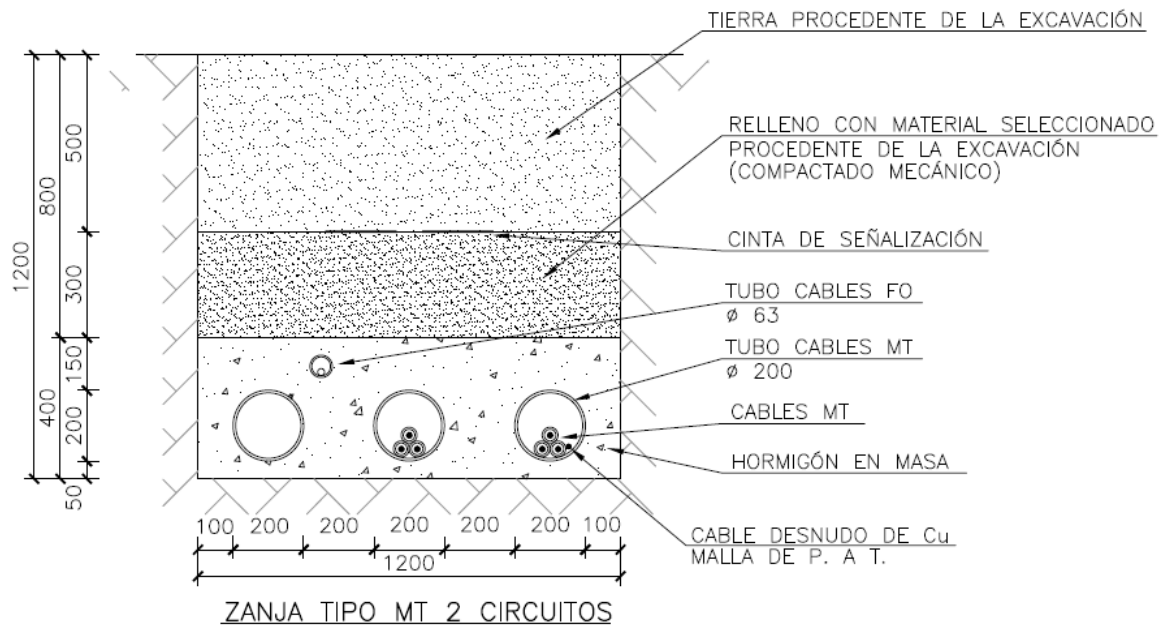 TIERRA PROCEDENTE DE LA EXCAVACIÓN
RELLENO CON MATERIAL SELECCIONADO
PROCEDENTE DE LA EXCAVACIÓN
(COMPACTADO MECÁNICO)
CINTA DE SEÑALIZACIÓN
TUBO CABLES FO
ø 63
TUBO CABLES MT
ø 200
CABLES MT
HORMIGÓN EN MASA
CABLE DESNUDO DE Cu
MALLA DE P. A T.
1200
800
400
500
300
150
200
50
100 200 200 200 200 200 100
1200
ZANJA TIPO MT 2 CIRCUITOS